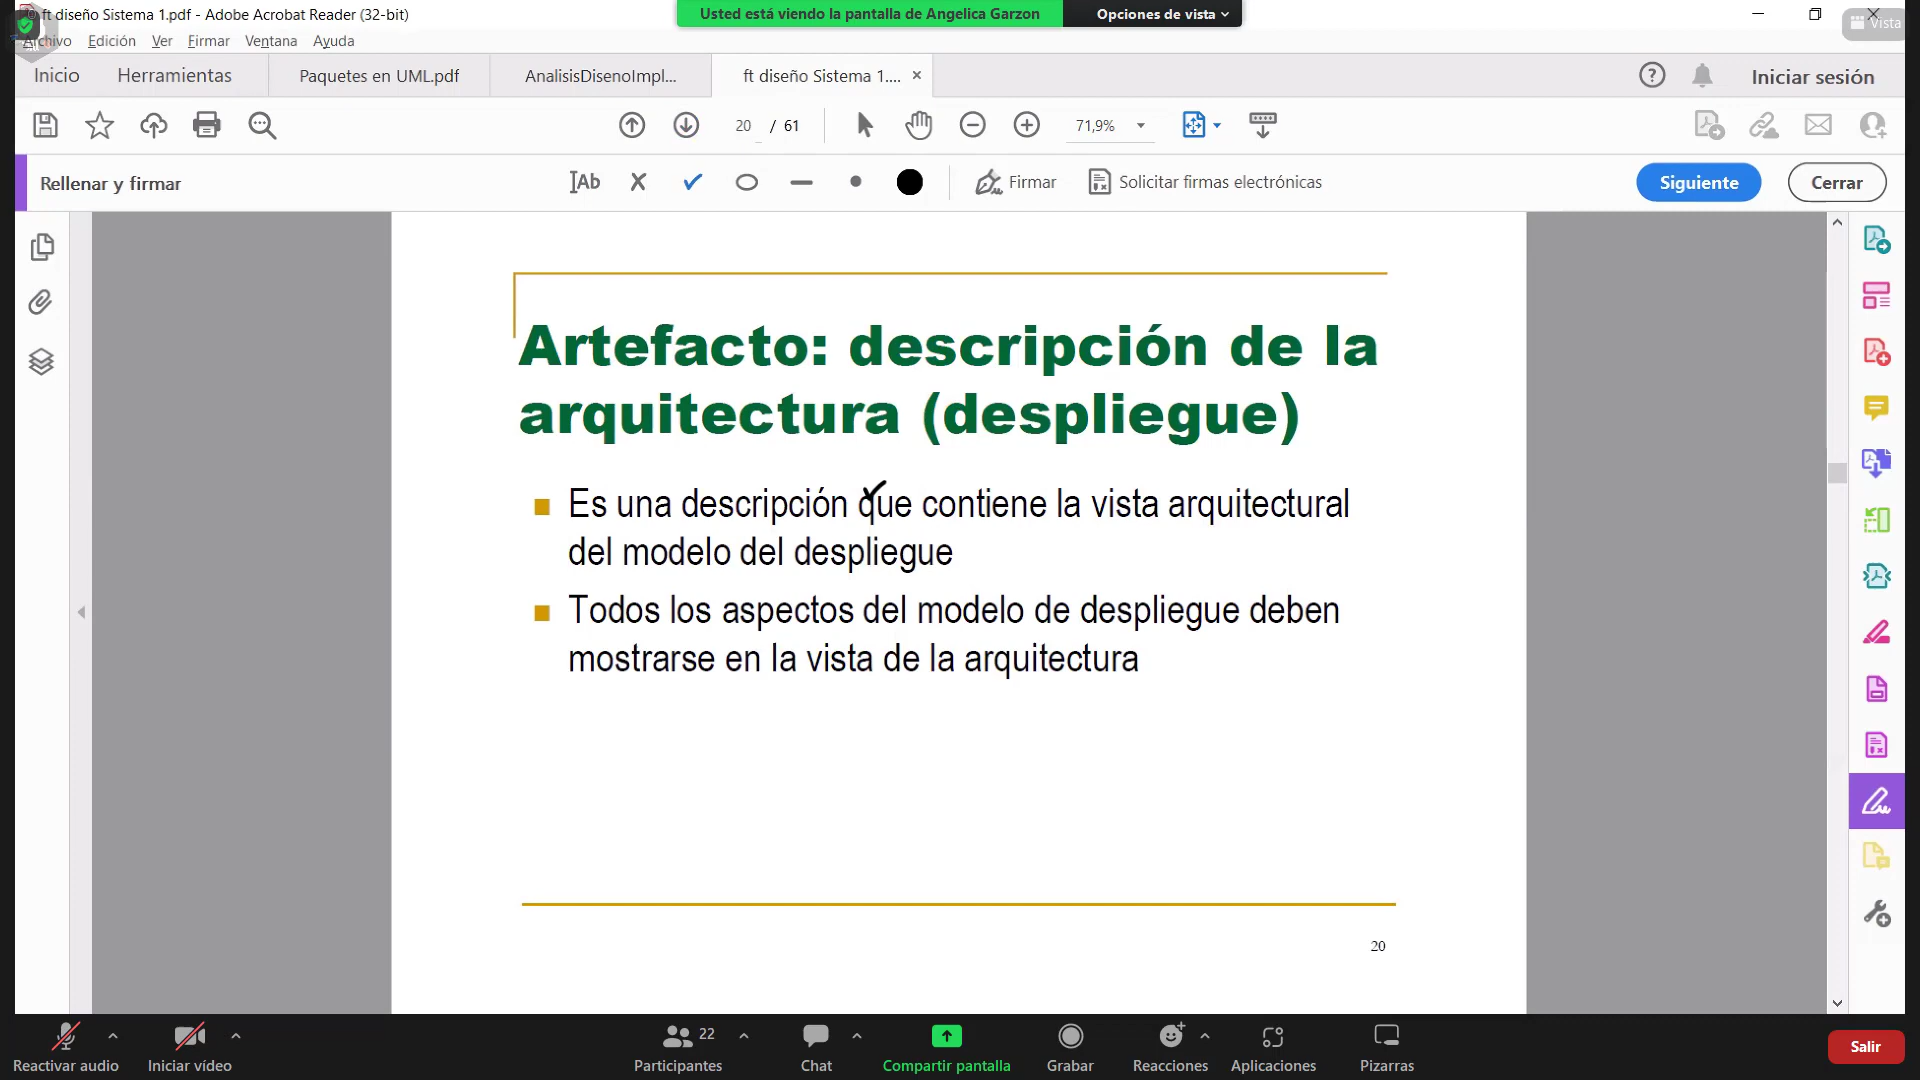 ft diseño Sistema 1.pdf - Adobe Acrobat Reader (32-bit)
Usted está viendo la pantalla de Angelica Garzon
Opciones de vista
Vista
Archivo Edición Ver Firmar Ventana Ayuda
Inicio Herramientas Paquetes en UML.pdf AnalisisDisenoImpl... ft diseño Sistema 1.... × Iniciar sesión
20 / 61 71,9%
Rellenar y firmar Ab Firmar Solicitar firmas electrónicas Siguiente Cerrar
Artefacto: descripción de la
arquitectura (despliegue)
Es una descripción que contiene la vista arquitectural
del modelo del despliegue
Todos los aspectos del modelo de despliegue deben
mostrarse en la vista de la arquitectura
20
22
Reactivar audio Iniciar vídeo Participantes Chat Compartir pantalla Grabar Reacciones Aplicaciones Pizarras Salir